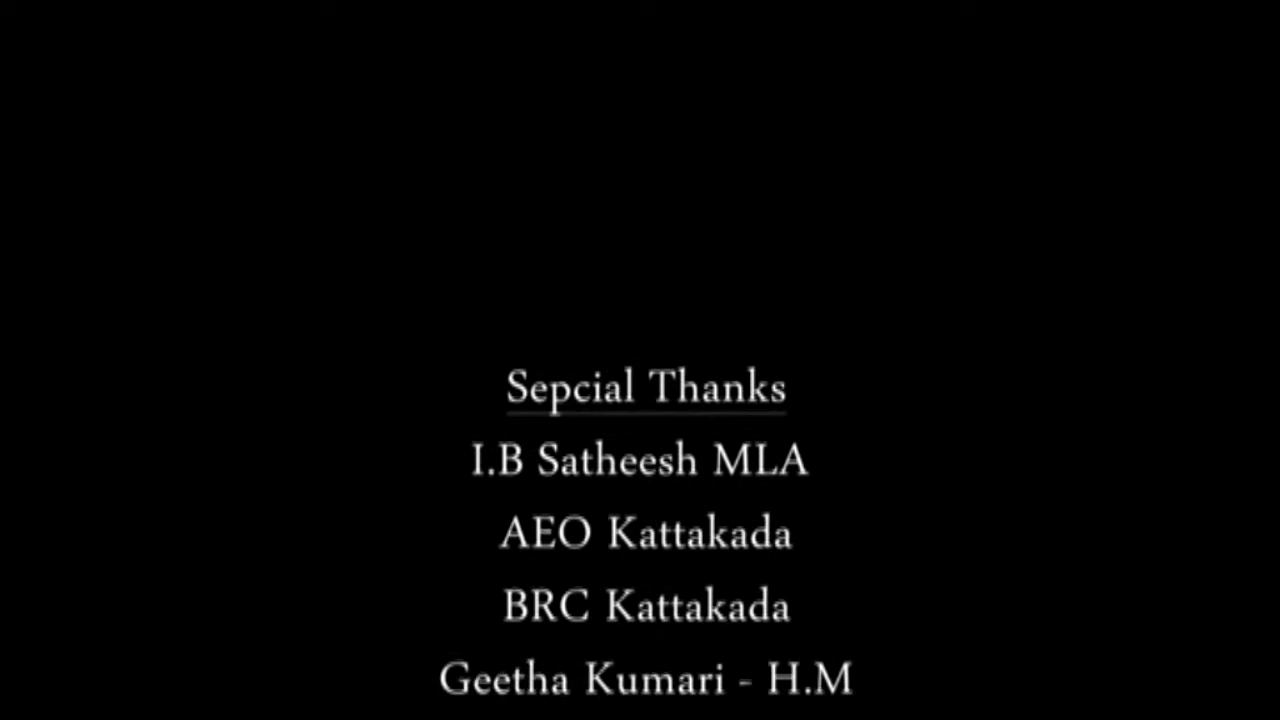 Sepcial Thanks
I.B Satheesh MLA
AEO Kattakada
BRC Kattakada
Geetha Kumari - H.M